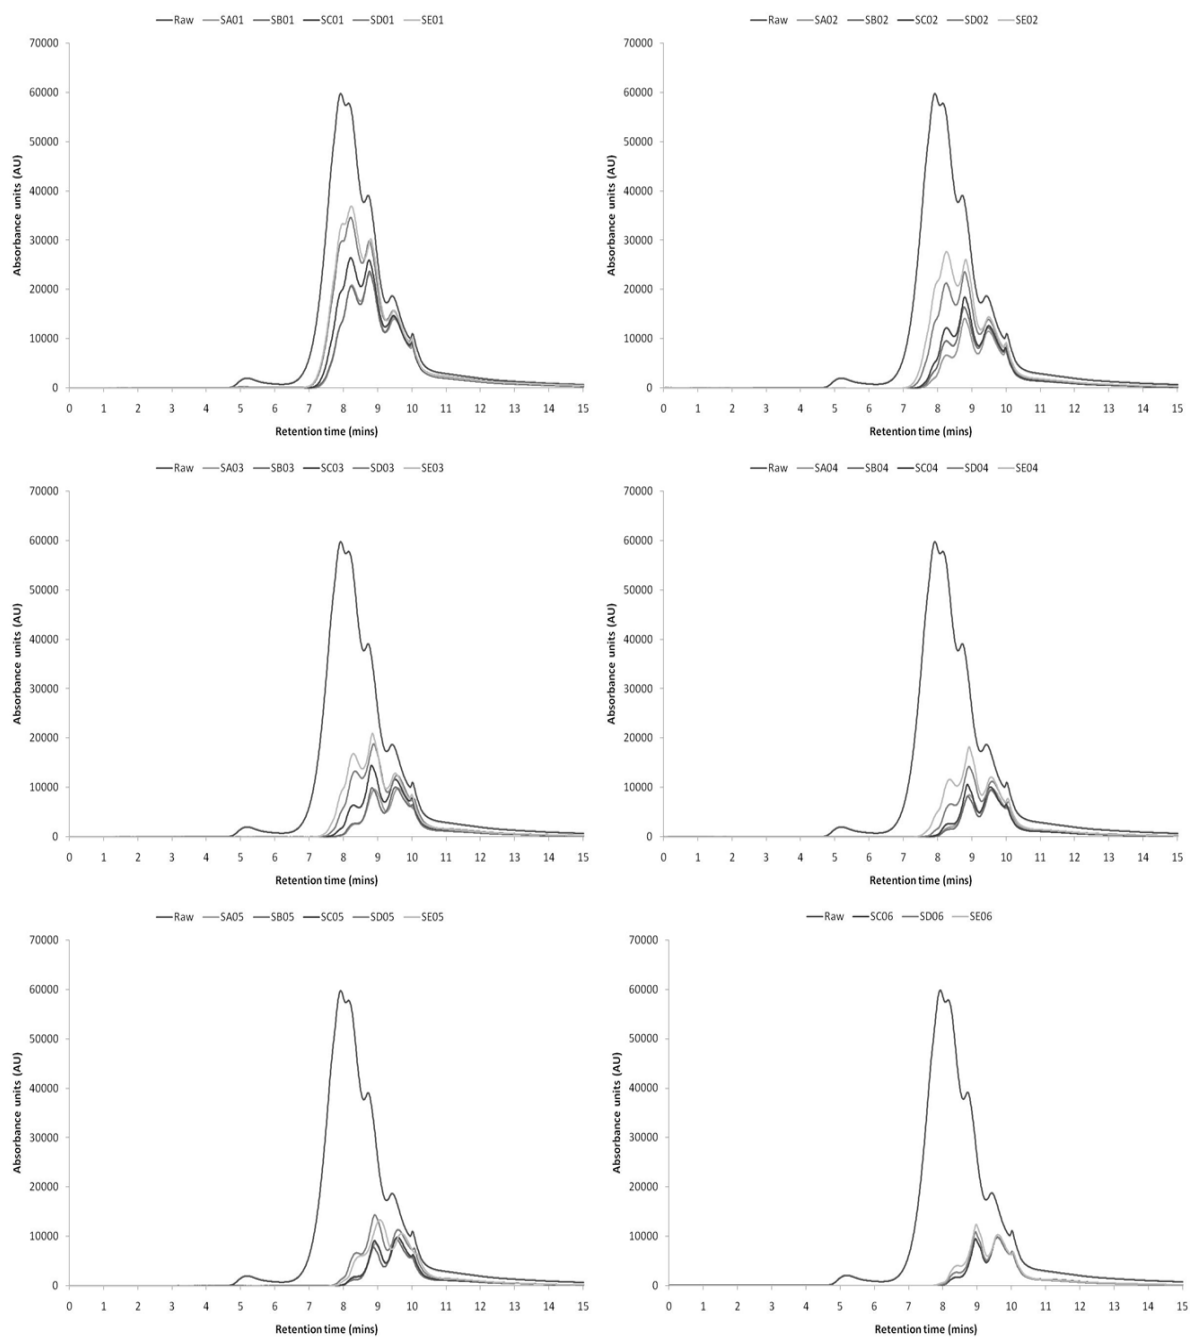 Raw SA01 SB01 SC01 SD01 SE01
70000
60000
50000
40000
30000
20000
10000
0
Absorbance units (AU)
0 1 2 3 4 5 6 7 8 9 10 11 12 13 14 15
Retention time (mins)
Raw SA02 SB02 SC02 SD02 SE02
70000
60000
50000
40000
30000
20000
10000
0
Absorbance units (AU)
0 1 2 3 4 5 6 7 8 9 10 11 12 13 14 15
Retention time (mins)
Raw SA03 SB03 SC03 SD03 SE03
70000
60000
50000
40000
30000
20000
10000
0
Absorbance units (AU)
0 1 2 3 4 5 6 7 8 9 10 11 12 13 14 15
Retention time (mins)
Raw SA04 SB04 SC04 SD04 SE04
70000
60000
50000
40000
30000
20000
10000
0
Absorbance units (AU)
0 1 2 3 4 5 6 7 8 9 10 11 12 13 14 15
Retention time (mins)
Raw SA05 SB05 SC05 SD05 SE05
70000
60000
50000
40000
30000
20000
10000
0
Absorbance units (AU)
0 1 2 3 4 5 6 7 8 9 10 11 12 13 14 15
Retention time (mins)
Raw SC06 SD06 SE06
70000
60000
50000
40000
30000
20000
10000
0
Absorbance units (AU)
0 1 2 3 4 5 6 7 8 9 10 11 12 13 14 15
Retention time (mins)